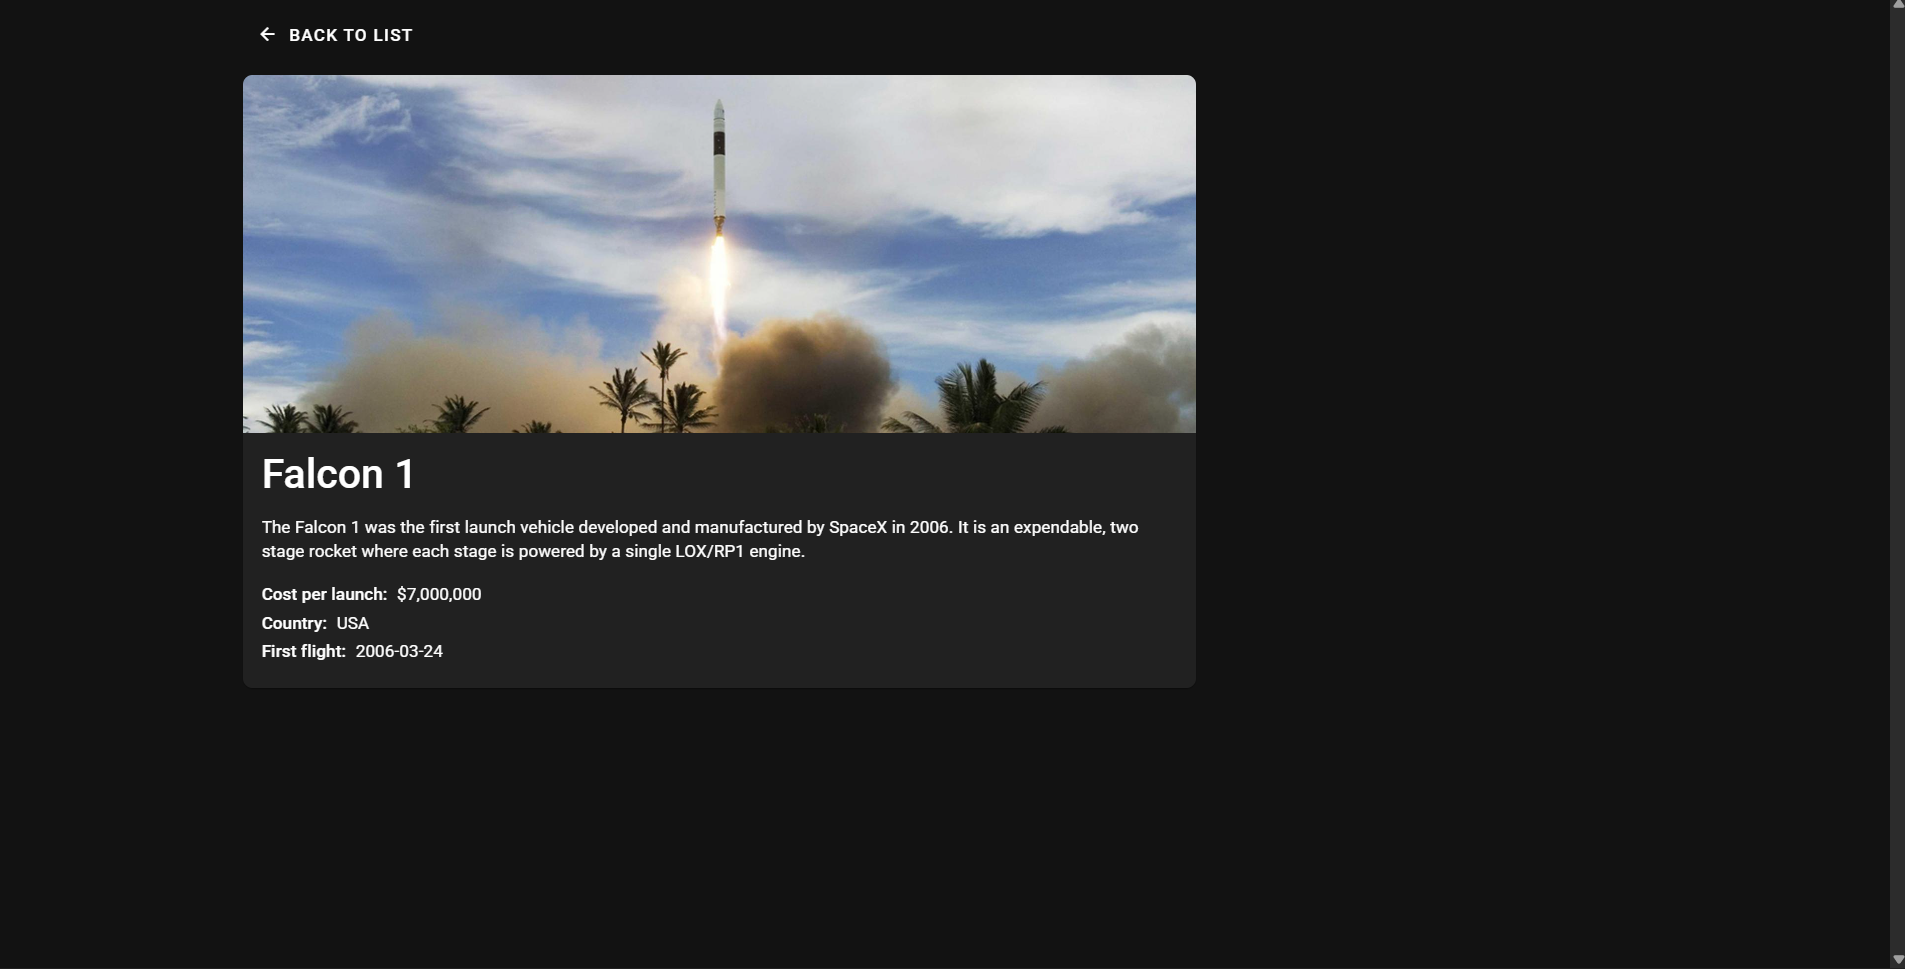 BACK TO LIST
Falcon 1
The Falcon 1 was the first launch vehicle developed and manufactured by SpaceX in 2006. It is an expendable, two
stage rocket where each stage is powered by a single LOX/RP1 engine.
Cost per launch: $7,000,000
Country: USA
First flight: 2006-03-24